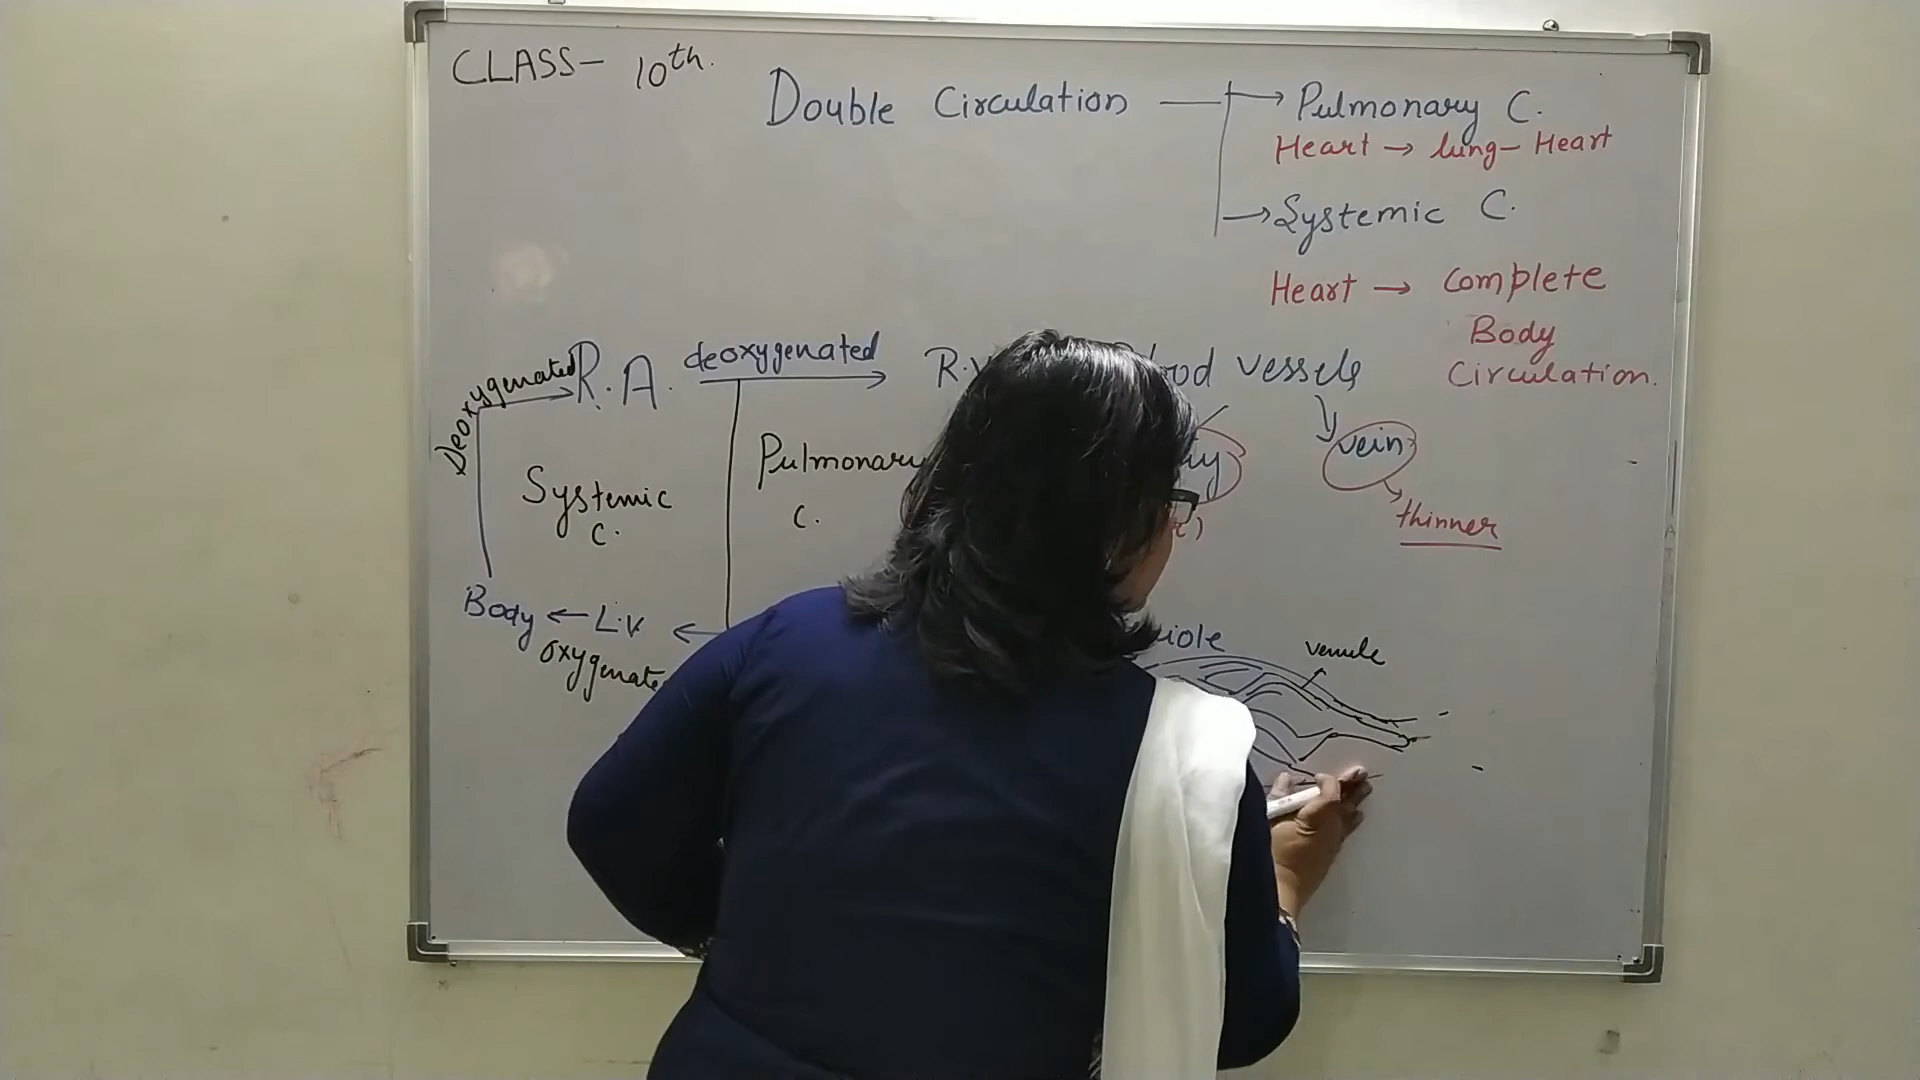 CLASS- 10th.
Double Circulation → Pulmonary C.
Heart → lung- Heart
→ Systemic C.
Heart → Complete
Body
Circulation.
Deoxygenated R.A. deoxygenated R.V
vessels
vein
thinner
Systemic
C.
Pulmonary
C.
Body ← L.V ←
venule